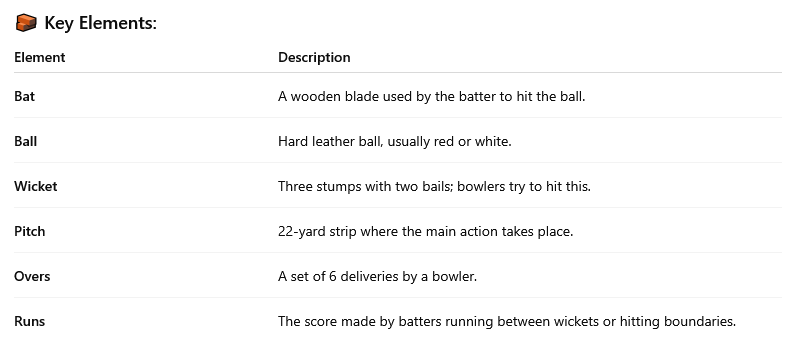 🧱 Key Elements:
Element Description
Bat A wooden blade used by the batter to hit the ball.
Ball Hard leather ball, usually red or white.
Wicket Three stumps with two bails; bowlers try to hit this.
Pitch 22-yard strip where the main action takes place.
Overs A set of 6 deliveries by a bowler.
Runs The score made by batters running between wickets or hitting boundaries.